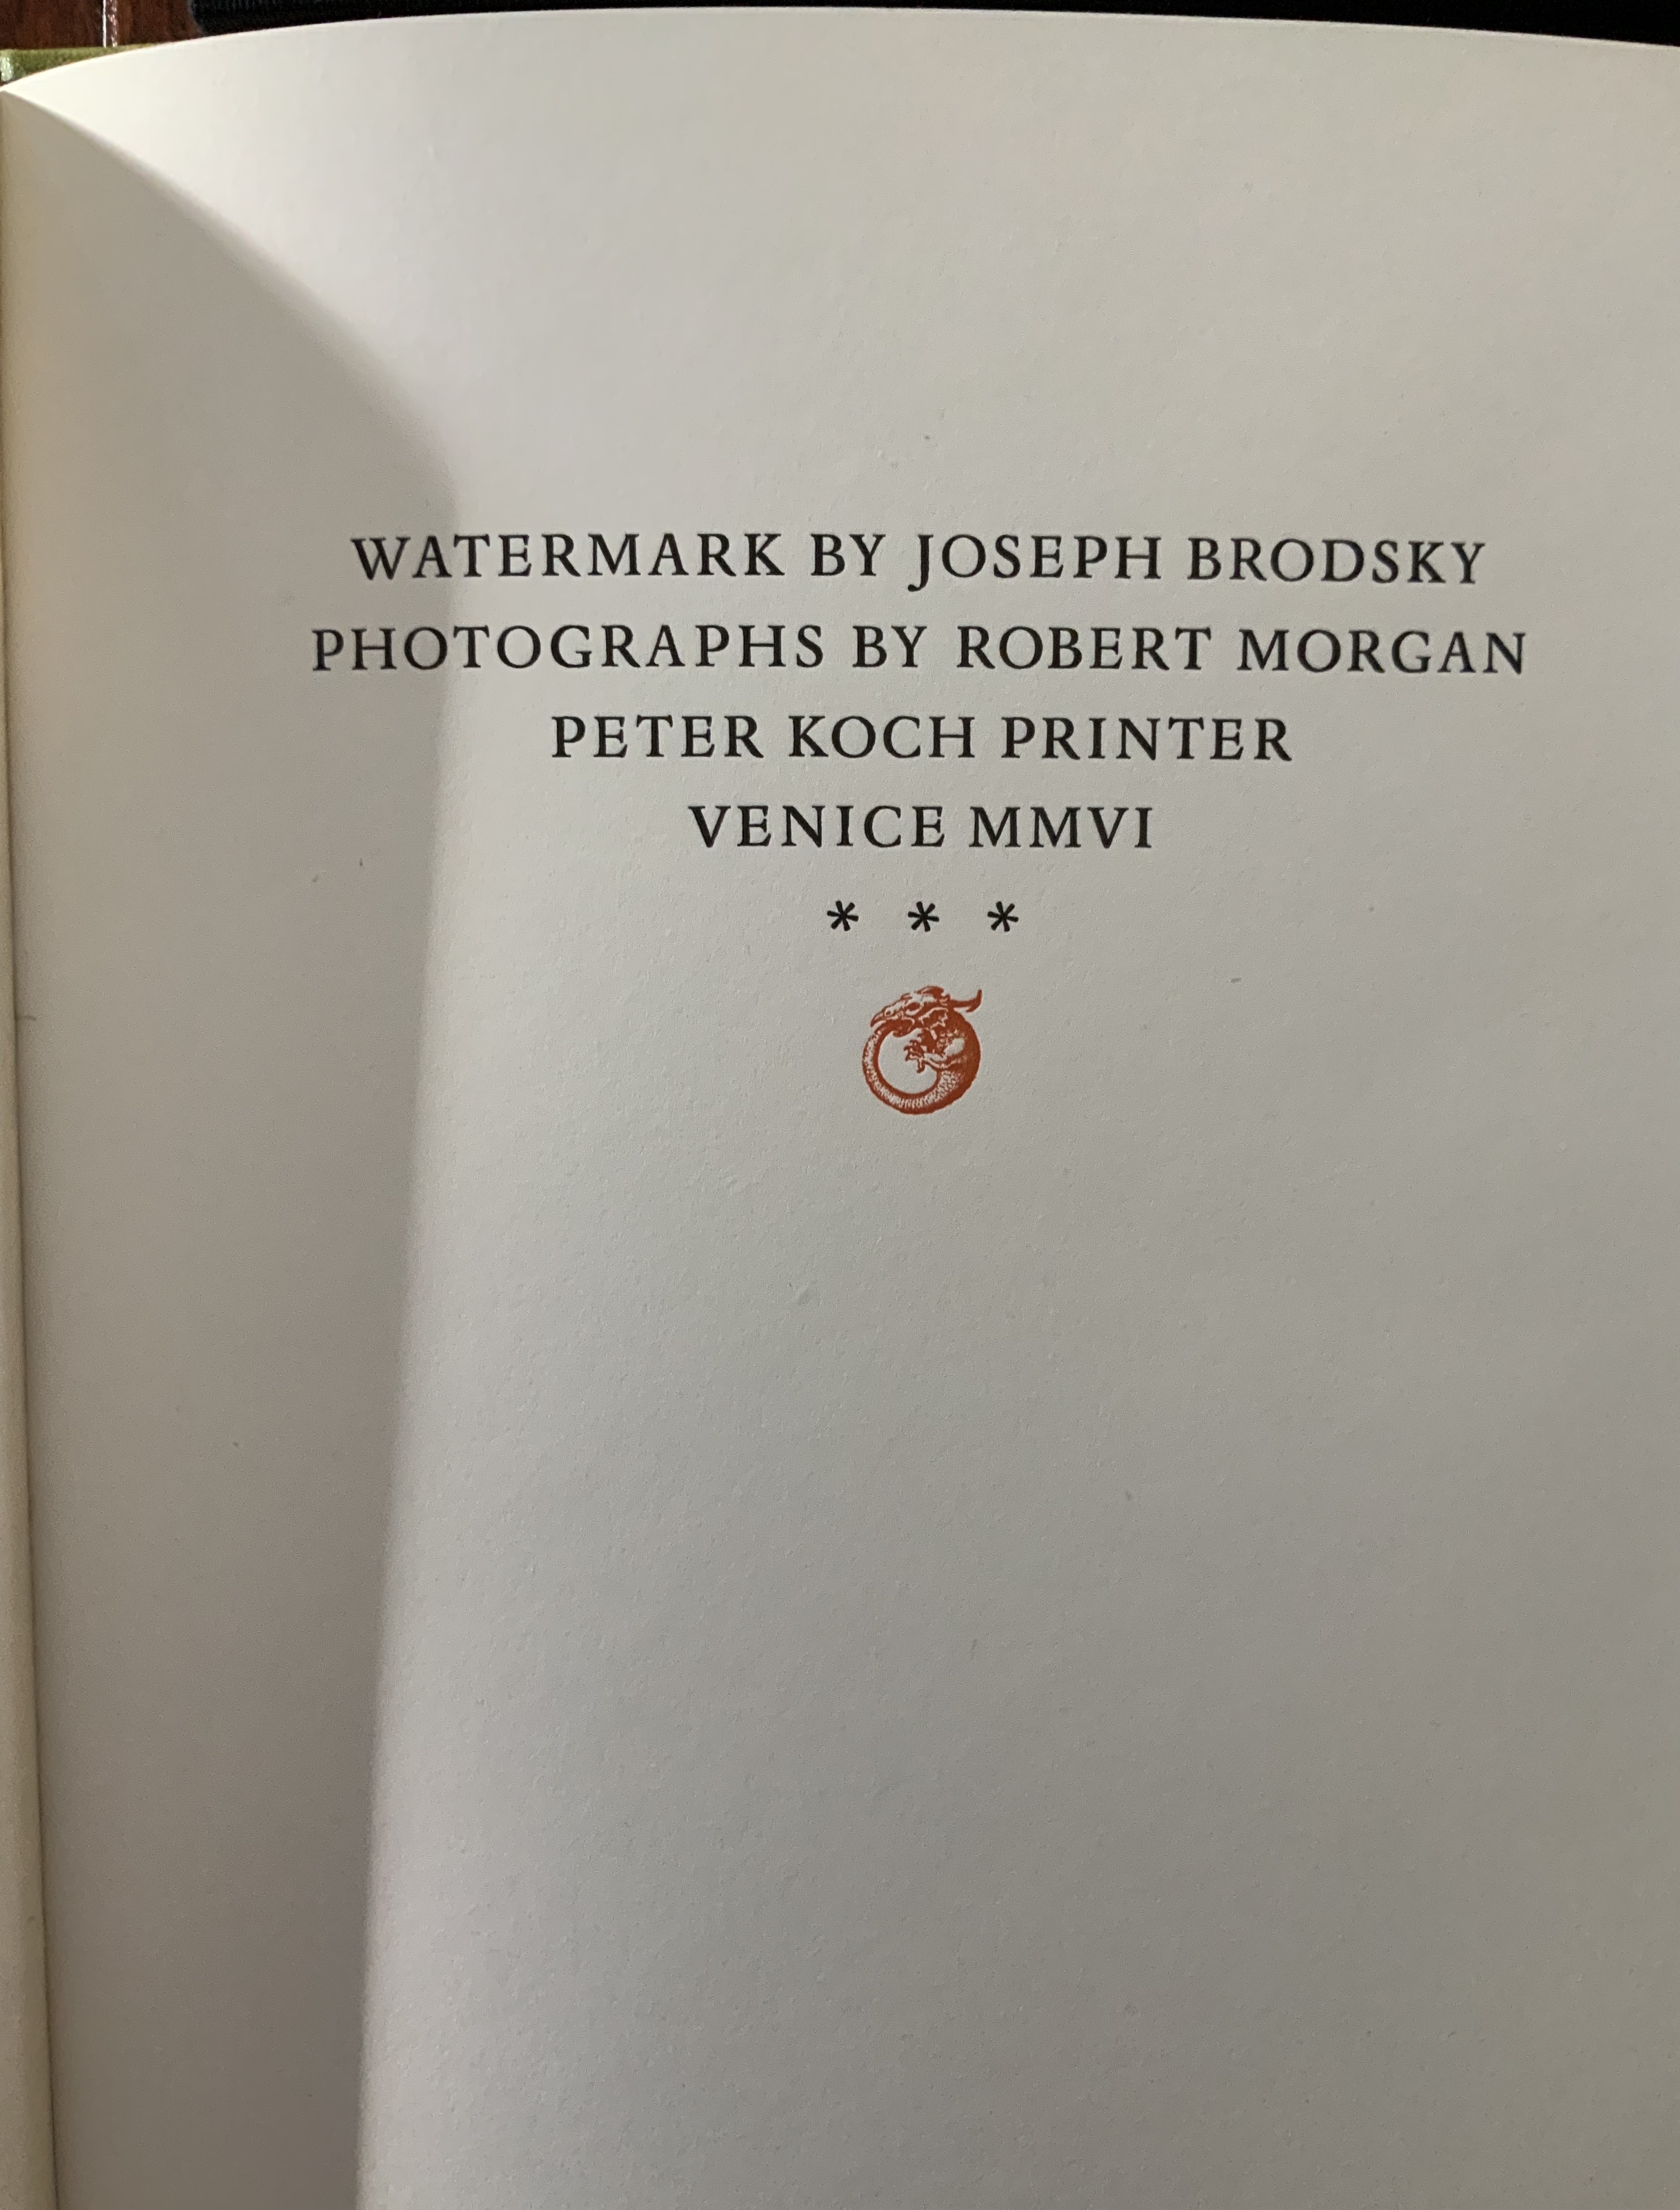 WATERMARK BY JOSEPH BRODSKY
PHOTOGRAPHS BY ROBERT MORGAN
PETER KOCH PRINTER
VENICE MMVI
* * *